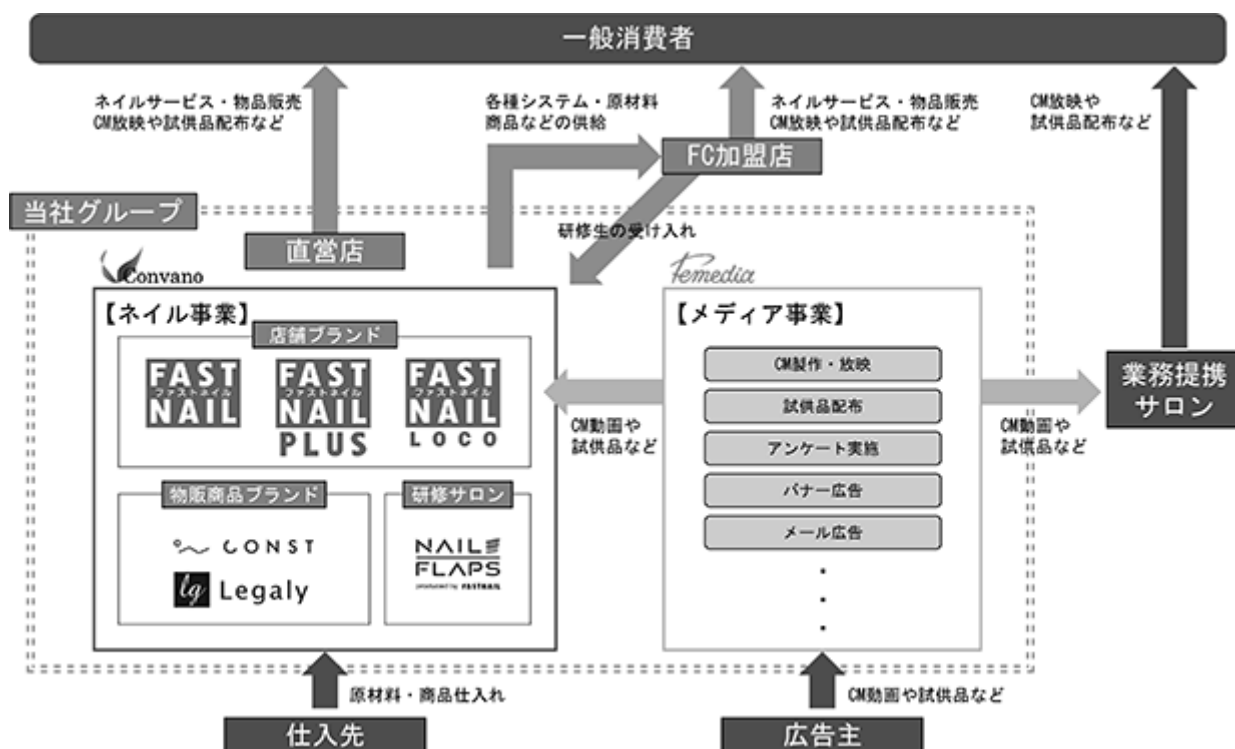 一般消費者
ネイルサービス・物品販売
CM放映や試供品配布など
各種システム・原材料
商品などの供給
ネイルサービス・物品販売
CM放映や試供品配布など
CM放映や
試供品配布など
FC加盟店
当社グループ
直営店
研修生の受け入れ
Convano
Femedia
【ネイル事業】
店舗ブランド
FAST
ファストネイル
NAIL
FAST
ファストネイル
NAIL
PLUS
FAST
ファストネイル
NAIL
LOCO
物販商品ブランド
CONST
lg Legaly
研修サロン
NAIL
FLAPS
produced by FASTNAIL
CM動画や
試供品など
【メディア事業】
CM製作・放映
試供品配布
アンケート実施
バナー広告
メール広告
・
・
・
CM動画や
試供品など
業務提携
サロン
原材料・商品仕入れ
仕入先
CM動画や試供品など
広告主